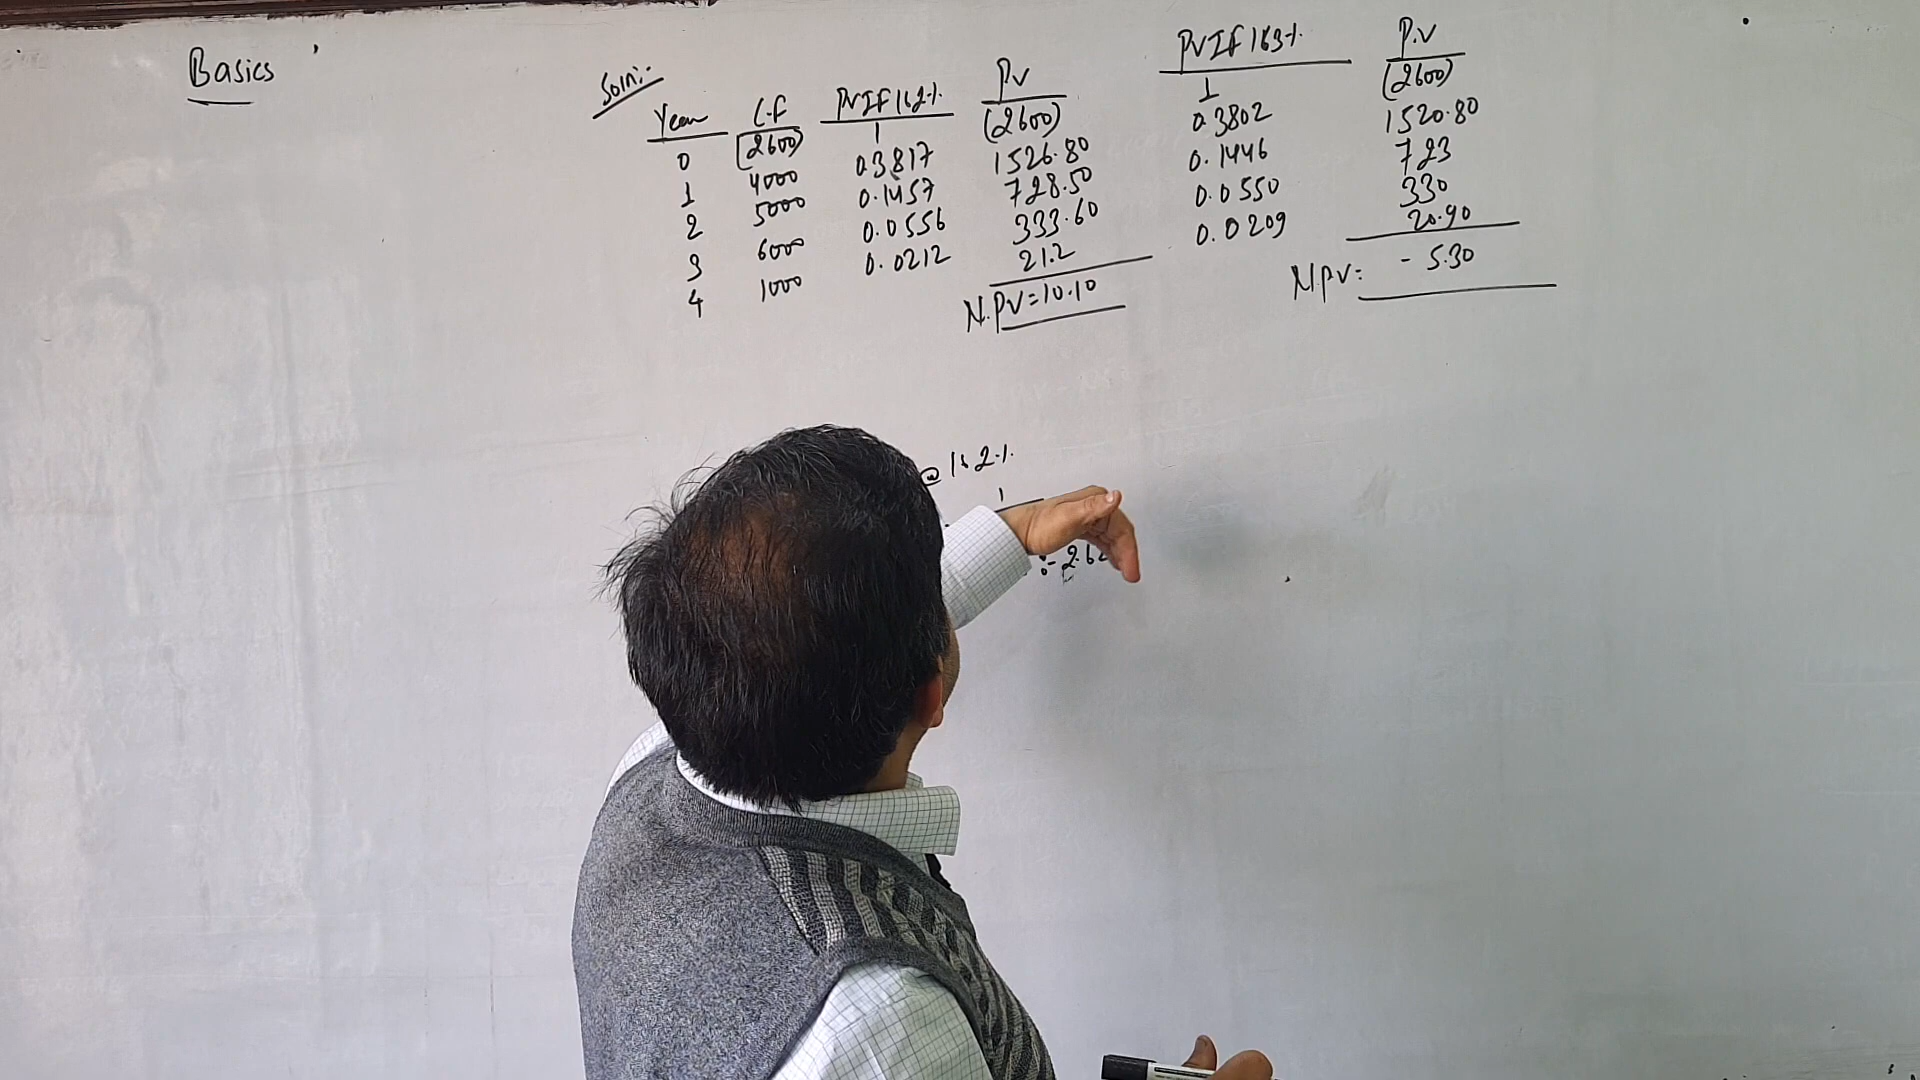 Basics
Soln:-
Year C.F PVIF 162% PV PVIF 163% P.V
0 (2600) 1 (2600) 1 (2600)
1 4000 0.3817 1526.80 0.3802 1520.80
2 5000 0.1457 728.50 0.1446 723
3 6000 0.0556 333.60 0.0550 330
4 1000 0.0212 21.2 0.0209 20.90
N.PV=10.10 N.PV= - 5.30
@ 162%
1